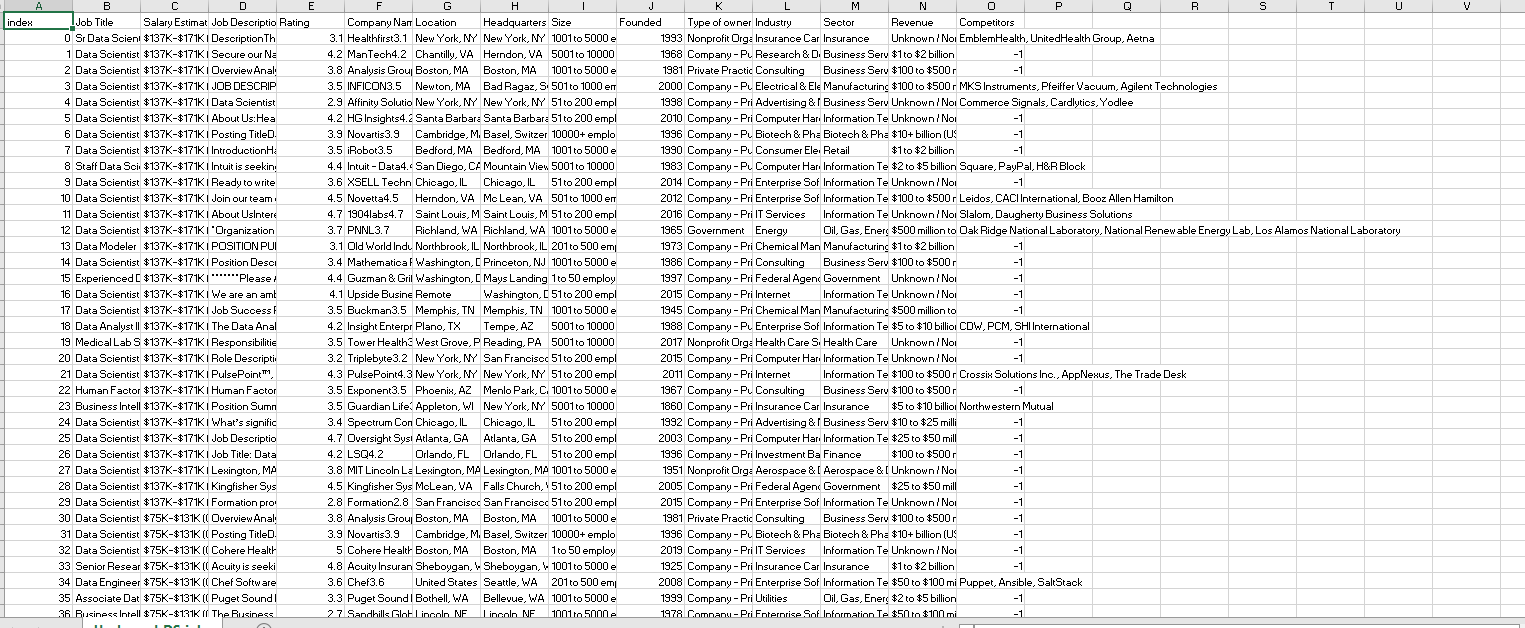 A B C D E F G H I J K L M N O P Q R S T U V
index Job Title Salary Estimat Job Descriptio Rating Company Nam Location Headquarters Size Founded Type of owner Industry Sector Revenue Competitors
0 Sr Data Scient $137K-$171K DescriptionTh 3.1 Healthfirst3.1 New York, NY New York, NY 1001 to 5000 e 1993 Nonprofit Orga Insurance Car Insurance Unknown / Nor EmblemHealth, UnitedHealth Group, Aetna
1 Data Scientist $137K-$171K Secure our Na 4.2 ManTech4.2 Chantilly, VA Herndon, VA 5001 to 10000 1968 Company - Pu Research & D Business Serv $1 to $2 billion -1
2 Data Scientist $137K-$171K OverviewAnaly 3.8 Analysis Group Boston, MA Boston, MA 1001 to 5000 e 1981 Private Practic Consulting Business Serv $100 to $500 m -1
3 Data Scientist $137K-$171K JOB DESCRIP 3.5 INFICON3.5 Newton, MA Bad Ragaz, S 501 to 1000 em 2000 Company - Pu Electrical & Ele Manufacturing $100 to $500 m MKS Instruments, Pfeiffer Vacuum, Agilent Technologies
4 Data Scientist $137K-$171K Data Scientist 2.9 Affinity Solutio New York, NY New York, NY 51 to 200 empl 1998 Company - Pri Advertising & M Business Serv Unknown / Nor Commerce Signals, Cardlytics, Yodlee
5 Data Scientist $137K-$171K About Us:Hea 4.2 HG Insights4.2 Santa Barbara Santa Barbara 51 to 200 empl 2010 Company - Pri Computer Hard Information Te Unknown / Nor -1
6 Data Scientist $137K-$171K Posting TitleD 3.9 Novartis3.9 Cambridge, M Basel, Switzer 10000+ emplo 1996 Company - Pu Biotech & Pha Biotech & Pha $10+ billion (US -1
7 Data Scientist $137K-$171K IntroductionHa 3.5 iRobot3.5 Bedford, MA Bedford, MA 1001 to 5000 e 1990 Company - Pu Consumer Ele Retail $1 to $2 billion -1
8 Staff Data Scie $137K-$171K Intuit is seekin 4.4 Intuit - Data4.4 San Diego, CA Mountain View 5001 to 10000 1983 Company - Pu Computer Hard Information Te $2 to $5 billion Square, PayPal, H&R Block
9 Data Scientist $137K-$171K Ready to write 3.6 XSELL Techn Chicago, IL Chicago, IL 51 to 200 empl 2014 Company - Pri Enterprise Sof Information Te Unknown / Nor -1
10 Data Scientist $137K-$171K Join our team 4.5 Novetta4.5 Herndon, VA Mc Lean, VA 501 to 1000 em 2012 Company - Pri Enterprise Sof Information Te $100 to $500 m Leidos, CACI International, Booz Allen Hamilton
11 Data Scientist $137K-$171K About UsIntere 4.7 1904labs4.7 Saint Louis, M Saint Louis, M 51 to 200 empl 2016 Company - Pri IT Services Information Te Unknown / Nor Slalom, Daugherty Business Solutions
12 Data Scientist $137K-$171K "Organization 3.7 PNNL3.7 Richland, WA Richland, WA 1001 to 5000 e 1965 Government Energy Oil, Gas, Energ $500 million to Oak Ridge National Laboratory, National Renewable Energy Lab, Los Alamos National Laboratory
13 Data Modeler $137K-$171K POSITION PUI 3.1 Old World Indu Northbrook, IL Northbrook, IL 201 to 500 emp 1973 Company - Pri Chemical Man Manufacturing $1 to $2 billion -1
14 Data Scientist $137K-$171K Position Descr 3.4 Mathematica F Washington, D Princeton, NJ 1001 to 5000 e 1986 Company - Pri Consulting Business Serv $100 to $500 m -1
15 Experienced D $137K-$171K *******Please A 4.4 Guzman & Gri Washington, D Mays Landing 1 to 50 employ 1997 Company - Pri Federal Agenc Government Unknown / Nor -1
16 Data Scientist $137K-$171K We are an amb 4.1 Upside Busine Remote Washington, D 51 to 200 empl 2015 Company - Pri Internet Information Te Unknown / Nor -1
17 Data Scientist $137K-$171K Job Success F 3.5 Buckman3.5 Memphis, TN Memphis, TN 1001 to 5000 e 1945 Company - Pri Chemical Man Manufacturing $500 million to -1
18 Data Analyst II $137K-$171K The Data Anal 4.2 Insight Enterpr Plano, TX Tempe, AZ 5001 to 10000 1988 Company - Pu Enterprise Sof Information Te $5 to $10 billio CDW, PCM, SHI International
19 Medical Lab S $137K-$171K Responsibilitie 3.5 Tower Health3 West Grove, P Reading, PA 5001 to 10000 2017 Nonprofit Orga Health Care S Health Care Unknown / Nor -1
20 Data Scientist $137K-$171K Role Descripti 3.2 Triplebyte3.2 New York, NY San Francisco 51 to 200 empl 2015 Company - Pri Computer Hard Information Te Unknown / Nor -1
21 Data Scientist $137K-$171K PulsePoint™, 4.3 PulsePoint4.3 New York, NY New York, NY 51 to 200 empl 2011 Company - Pri Internet Information Te $100 to $500 m Crossix Solutions Inc., AppNexus, The Trade Desk
22 Human Factor $137K-$171K Human Factor 3.5 Exponent3.5 Phoenix, AZ Menlo Park, C 1001 to 5000 e 1967 Company - Pu Consulting Business Serv $100 to $500 m -1
23 Business Intell $137K-$171K Position Summ 3.5 Guardian Life3 Appleton, WI New York, NY 5001 to 10000 1860 Company - Pri Insurance Car Insurance $5 to $10 billio Northwestern Mutual
24 Data Scientist $137K-$171K What's signific 3.4 Spectrum Con Chicago, IL Chicago, IL 51 to 200 empl 1992 Company - Pri Advertising & M Business Serv $10 to $25 mill -1
25 Data Scientist $137K-$171K Job Descriptio 4.7 Oversight Sys Atlanta, GA Atlanta, GA 51 to 200 empl 2003 Company - Pri Computer Hard Information Te $25 to $50 mill -1
26 Data Scientist $137K-$171K Job Title: Data 4.2 LSQ4.2 Orlando, FL Orlando, FL 51 to 200 empl 1996 Company - Pri Investment Ba Finance $100 to $500 m -1
27 Data Scientist $137K-$171K Lexington, MA 3.8 MIT Lincoln La Lexington, MA Lexington, MA 1001 to 5000 e 1951 Nonprofit Orga Aerospace & D Aerospace & D Unknown / Nor -1
28 Data Scientist $137K-$171K Kingfisher Sys 4.5 Kingfisher Sys McLean, VA Falls Church, V 51 to 200 empl 2005 Company - Pri Federal Agenc Government $25 to $50 mill -1
29 Data Scientist $137K-$171K Formation prov 2.8 Formation2.8 San Francisco San Francisco 51 to 200 empl 2015 Company - Pri Enterprise Sof Information Te Unknown / Nor -1
30 Data Scientist $75K-$131K (G OverviewAnaly 3.8 Analysis Group Boston, MA Boston, MA 1001 to 5000 e 1981 Private Practic Consulting Business Serv $100 to $500 m -1
31 Data Scientist $75K-$131K (G Posting TitleD 3.9 Novartis3.9 Cambridge, M Basel, Switzer 10000+ emplo 1996 Company - Pu Biotech & Pha Biotech & Pha $10+ billion (US -1
32 Data Scientist $75K-$131K (G Cohere Health 5 Cohere Health Boston, MA Boston, MA 1 to 50 employ 2019 Company - Pri IT Services Information Te Unknown / Nor -1
33 Senior Resear $75K-$131K (G Acuity is seeki 4.8 Acuity Insuran Sheboygan, V Sheboygan, V 1001 to 5000 e 1925 Company - Pri Insurance Car Insurance $1 to $2 billion -1
34 Data Engineer $75K-$131K (G Chef Software 3.6 Chef3.6 United States Seattle, WA 201 to 500 emp 2008 Company - Pri Enterprise Sof Information Te $50 to $100 mi Puppet, Ansible, SaltStack
35 Associate Dat $75K-$131K (G Puget Sound 3.3 Puget Sound Bothell, WA Bellevue, WA 1001 to 5000 e 1999 Company - Pri Utilities Oil, Gas, Energ $2 to $5 billion -1
36 Business Intell $75K-$131K (G The Business 2.7 Sandhills Glob Lincoln, NE Lincoln, NE 1001 to 5000 e 1978 Company - Pri Enterprise Sof Information Te $50 to $100 mi -1